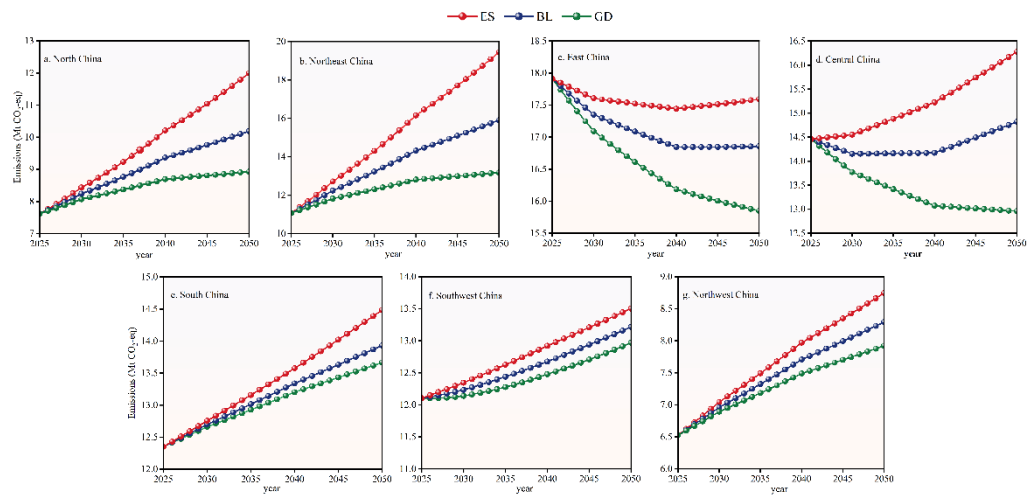 ES BL GD
a. North China
b. Northeast China
c. East China
d. Central China
Emissions (Mt CO2-eq)
13
12
11
10
9
8
7
2025 2030 2035 2040 2045 2050
year
20
18
16
14
12
10
2025 2030 2035 2040 2045 2050
year
18.5
18.0
17.5
17.0
16.5
16.0
15.5
2025 2030 2035 2040 2045 2050
year
16.5
16.0
15.5
15.0
14.5
14.0
13.5
13.0
12.5
2025 2030 2035 2040 2045 2050
year
e. South China
f. Southwest China
g. Northwest China
Emissions (Mt CO2-eq)
15.0
14.5
14.0
13.5
13.0
12.5
12.0
2025 2030 2035 2040 2045 2050
year
14.0
13.5
13.0
12.5
12.0
11.5
11.0
2025 2030 2035 2040 2045 2050
year
9.0
8.5
8.0
7.5
7.0
6.5
6.0
2025 2030 2035 2040 2045 2050
year